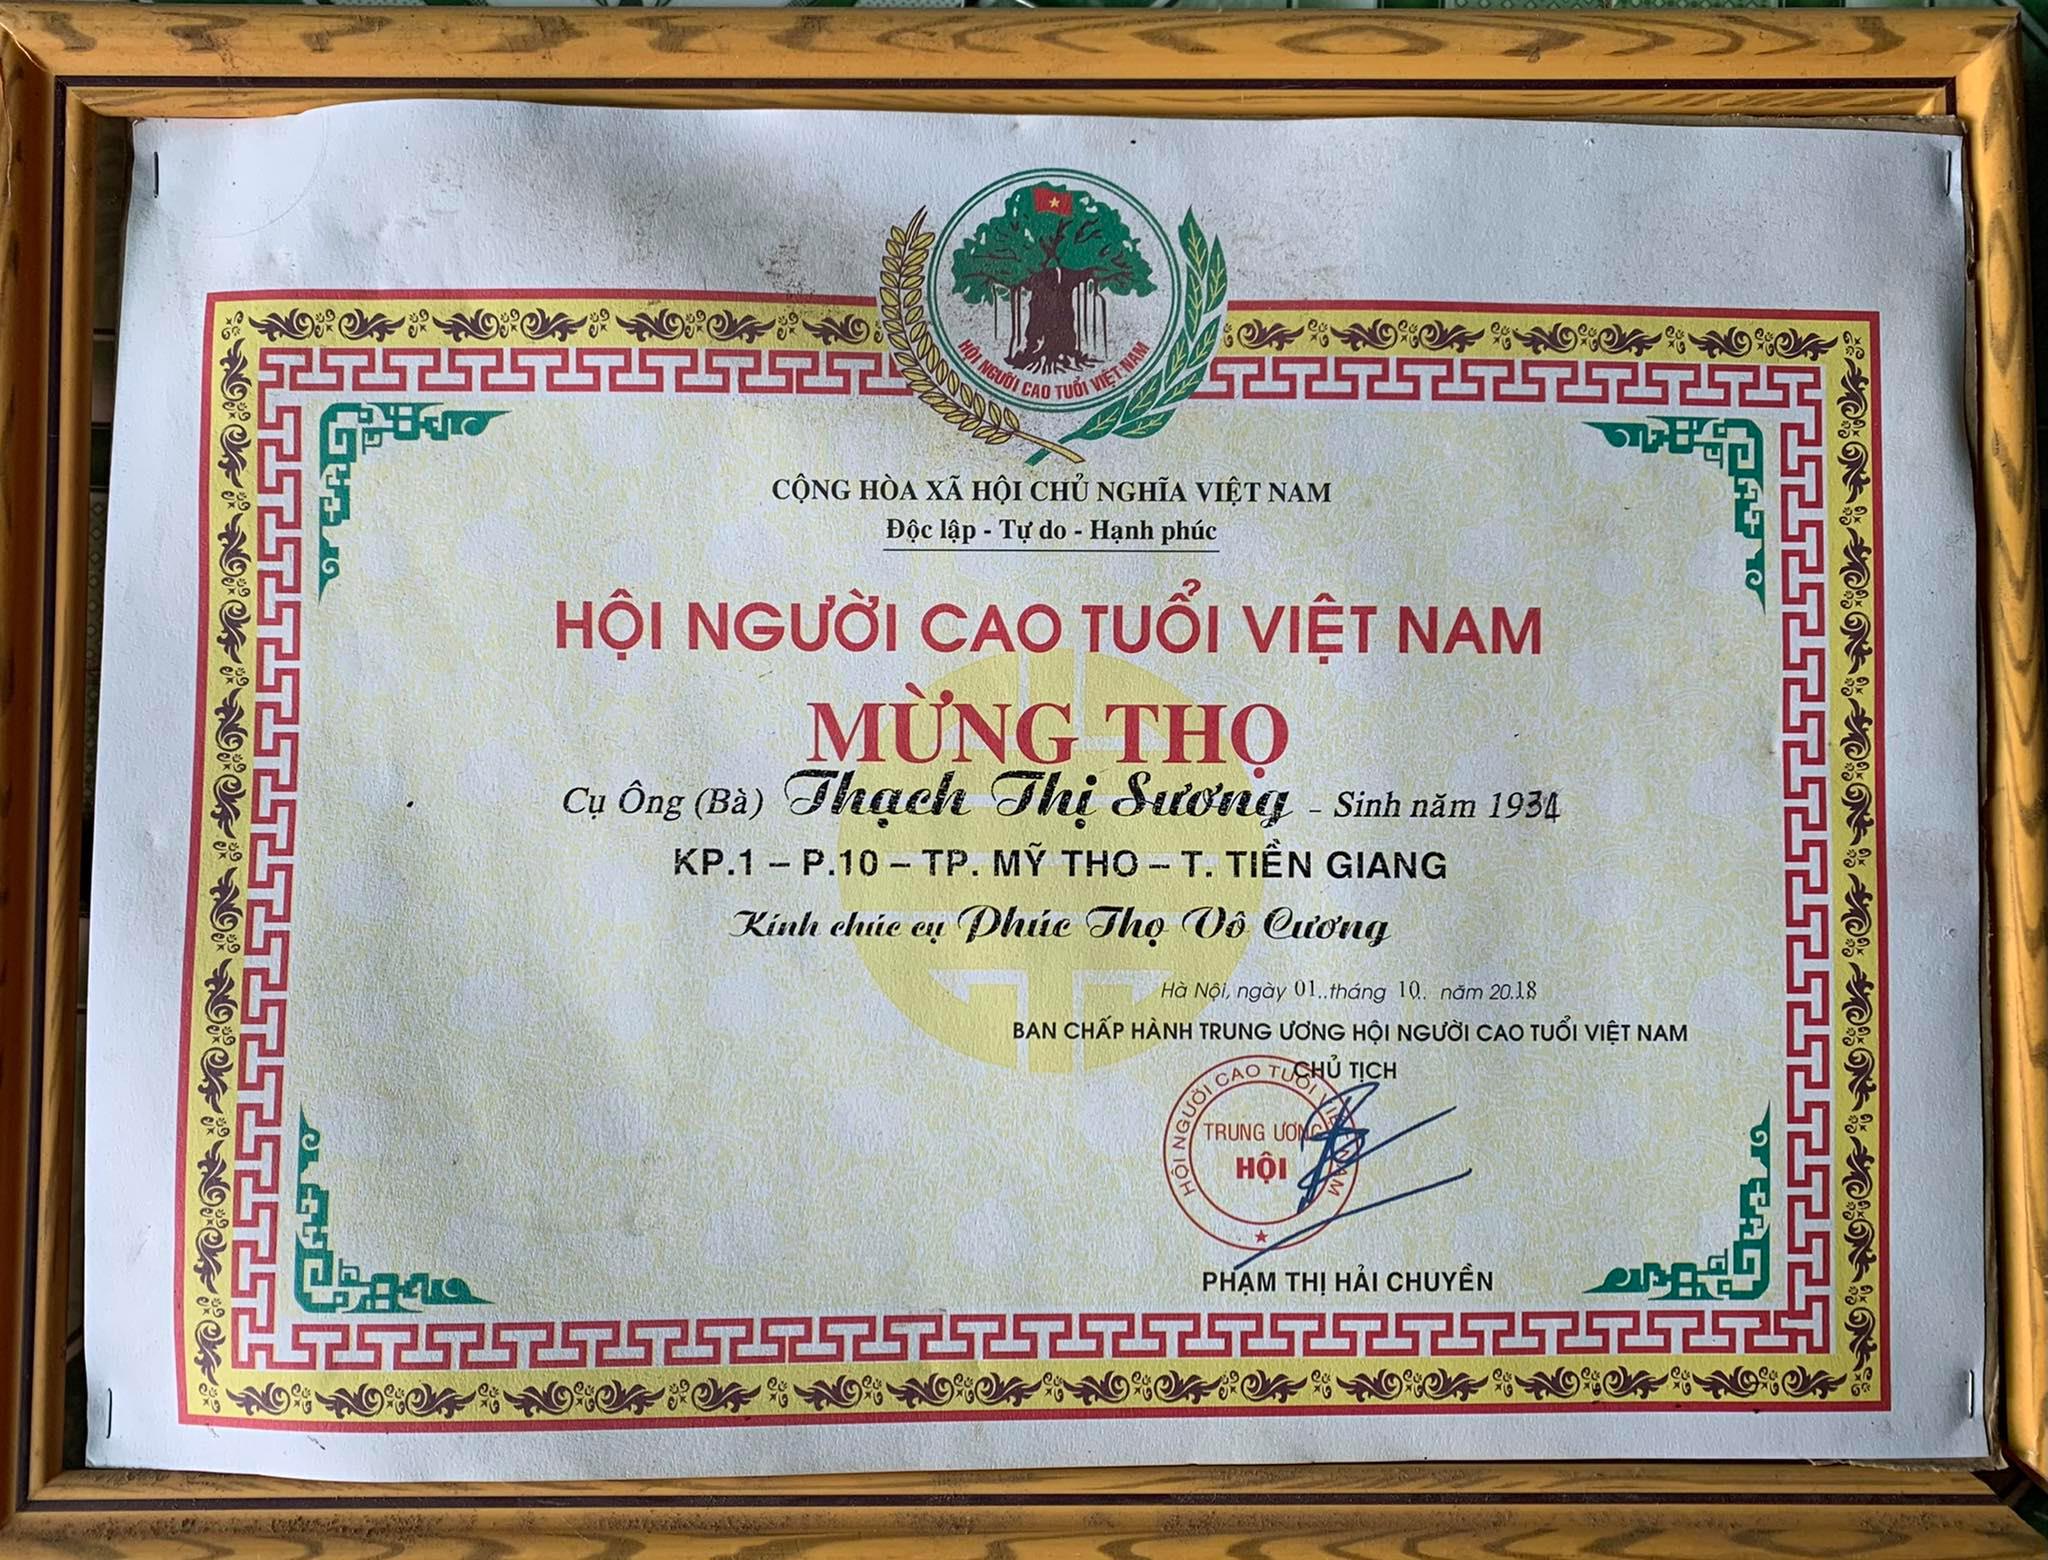 HỘI NGƯỜI CAO TUỔI VIỆT NAM
CỘNG HÒA XÃ HỘI CHỦ NGHĨA VIỆT NAM
Độc lập - Tự do - Hạnh phúc
HỘI NGƯỜI CAO TUỔI VIỆT NAM
MỪNG THỌ
Cụ Ông (Bà) Thạch Thị Sương - Sinh năm 1934
KP.1 – P.10 – TP. MỸ THO – T. TIỀN GIANG
Kính chúc cụ Phúc Thọ Vô Cương
Hà Nội, ngày 01..tháng 10.. năm 20.18
BAN CHẤP HÀNH TRUNG ƯƠNG HỘI NGƯỜI CAO TUỔI VIỆT NAM
CHỦ TỊCH
HỘI NGƯỜI CAO TUỔI VIỆT NAM
TRUNG ƯƠNG
HỘI
PHẠM THỊ HẢI CHUYỀN